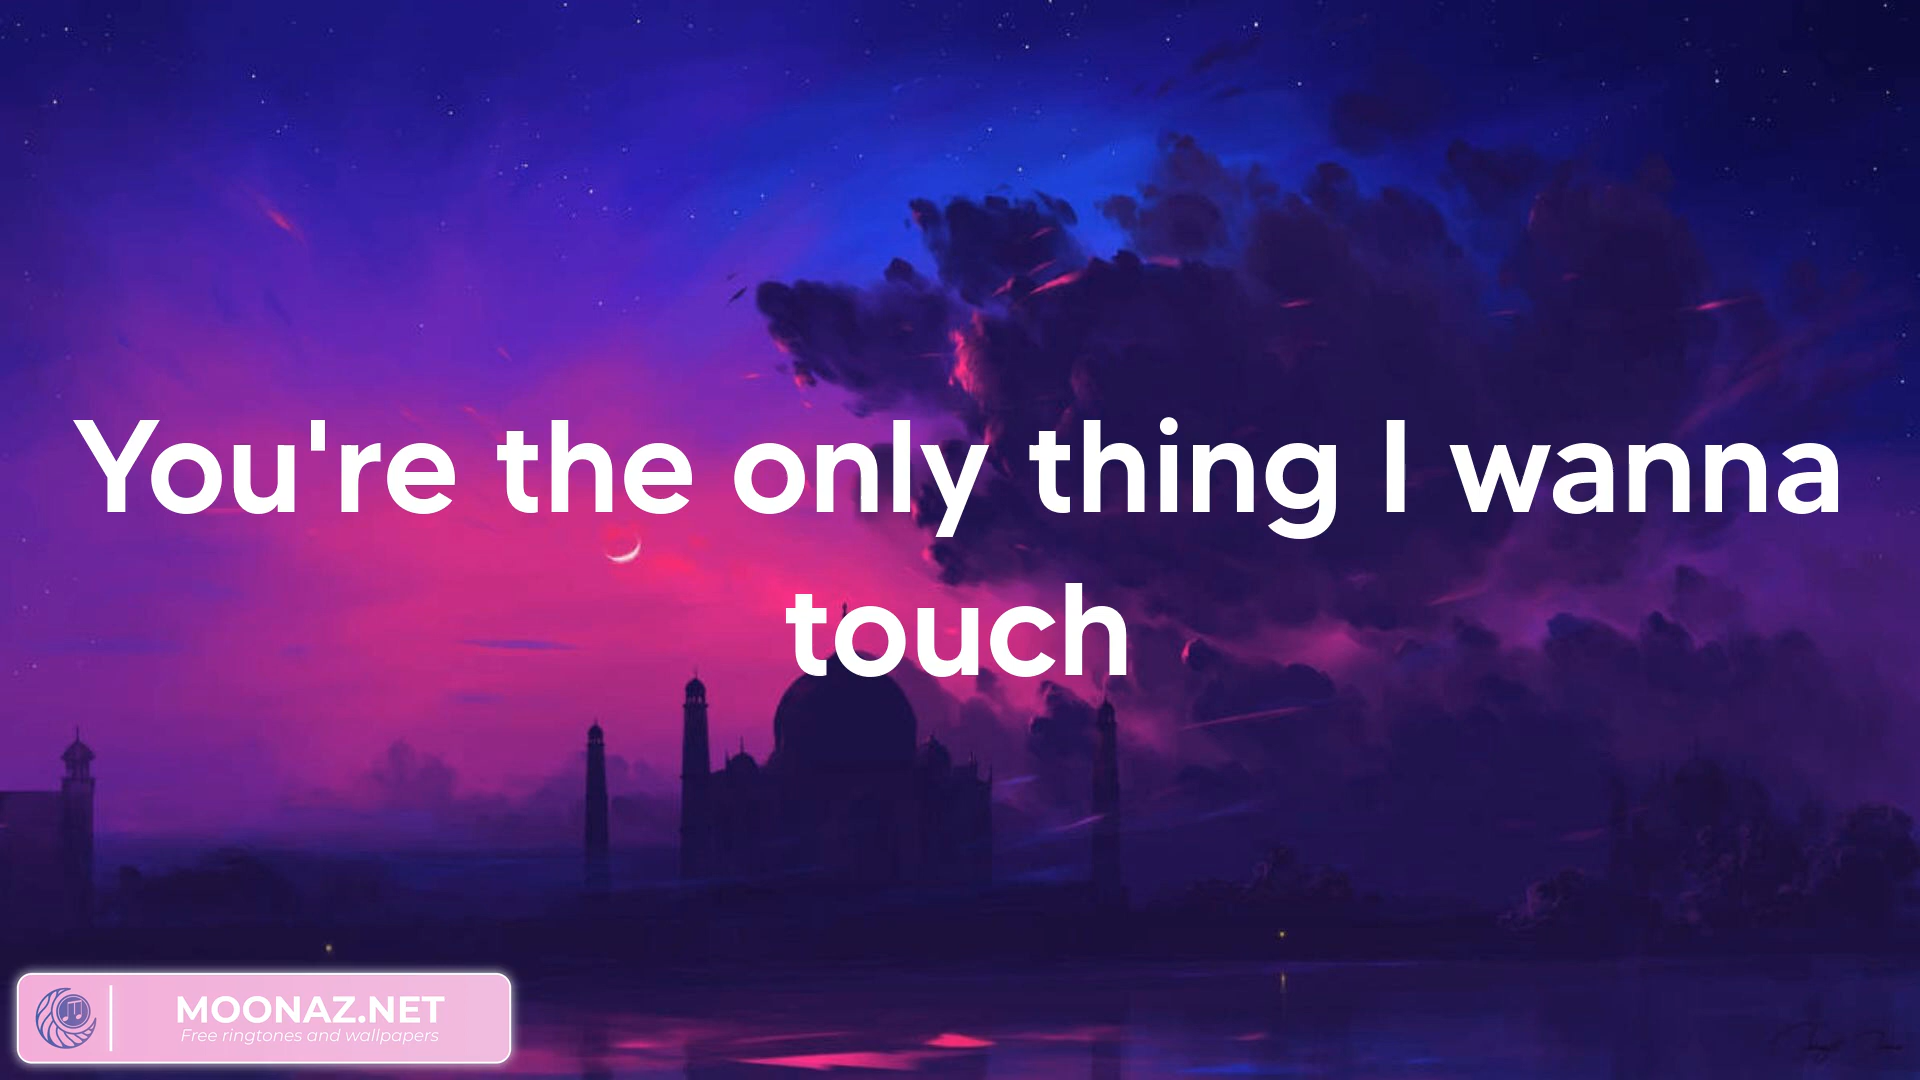 You're the only thing I wanna
touch
MOONAZ.NET
Free ringtones and wallpapers